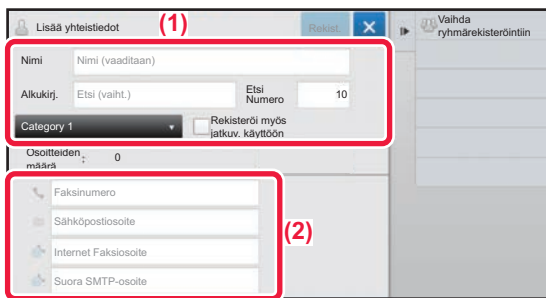 Lisää yhteistiedot
(1)
Rekist.
Vaihda
ryhmärekisteröintiin
Nimi
Nimi (vaaditaan)
Alkukirj.
Etsi (vaiht.)
Etsi
Numero
10
Category 1
Rekisteröi myös
jatkuv. käyttöön
Osoitteiden
määrä
:
0
Faksinumero
Sähköpostiosoite
(2)
Internet Faksiosoite
Suora SMTP-osoite